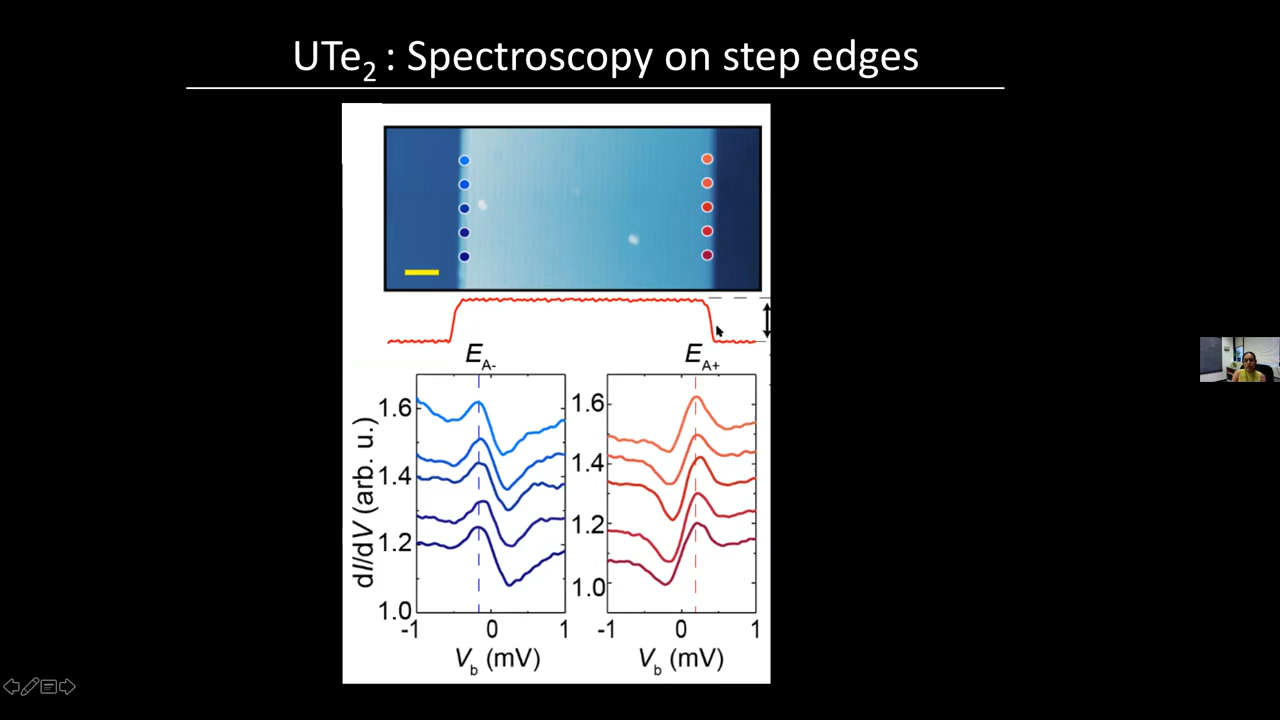 UTe₂ : Spectroscopy on step edges
E_A- E_A+
1.6 1.6
1.4 1.4
1.2 1.2
1.0 1.0
dI/dV (arb. u.)
-1 0 1 -1 0 1
V_b (mV) V_b (mV)